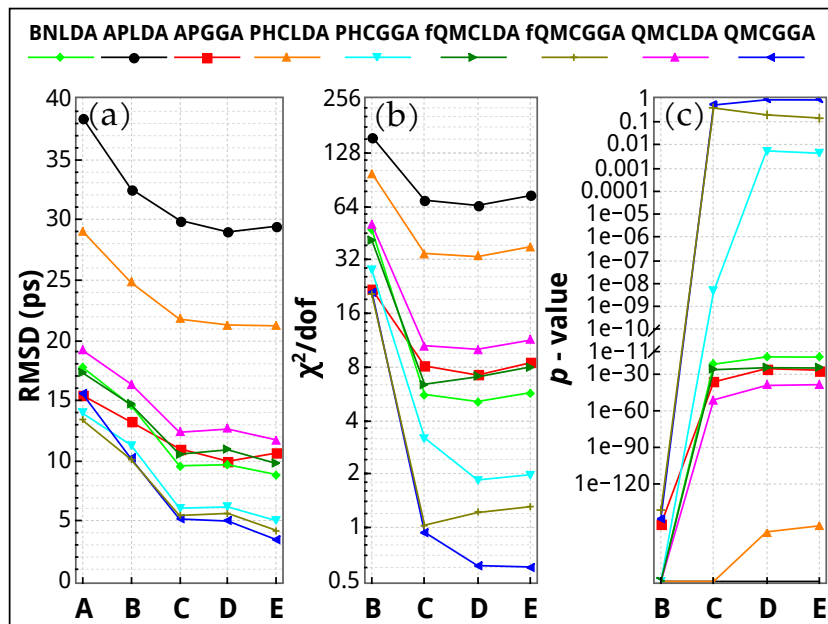 BNLDA APLDA APGGA PHCLDA PHCGGA fQMCLDA fQMCGGA QMCLDA QMCGGA
(a)
RMSD (ps)
40
35
30
25
20
15
10
5
0
A B C D E
(b)
χ²/dof
256
128
64
32
16
8
4
2
1
0.5
B C D E
(c)
p - value
1
0.1
0.01
0.001
0.0001
1e−05
1e−06
1e−07
1e−08
1e−09
1e−10
1e−11
1e−30
1e−60
1e−90
1e−120
B C D E